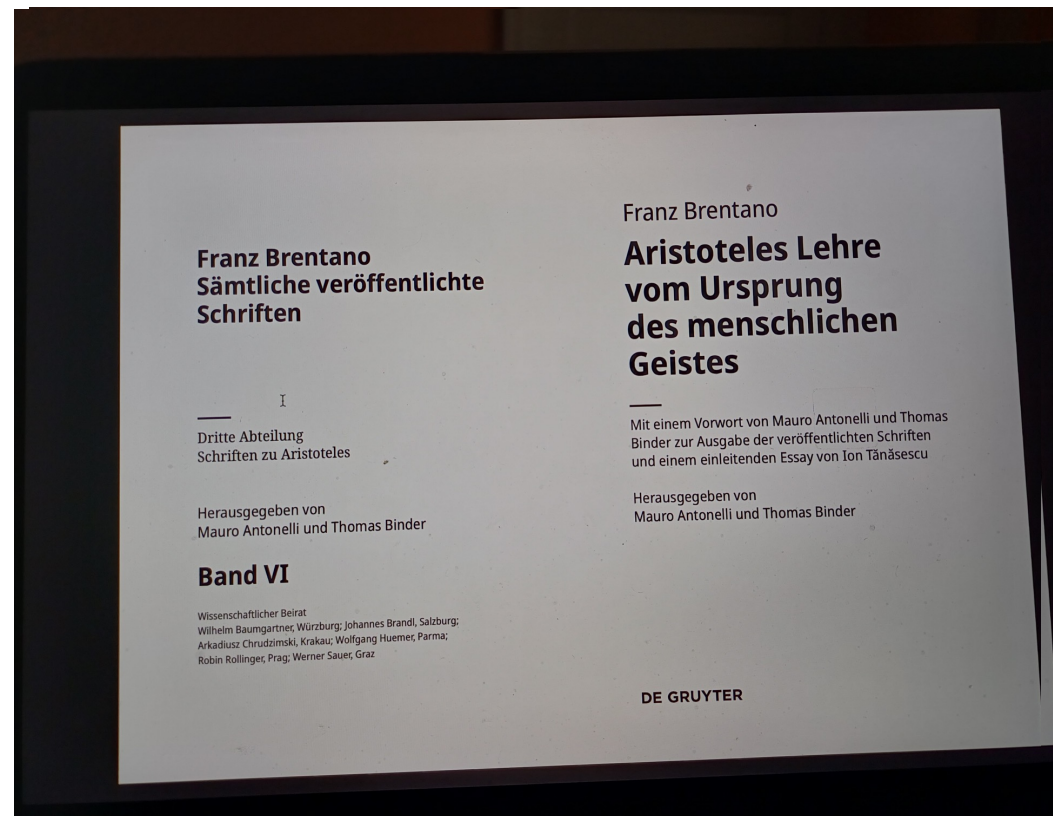 Franz Brentano
Sämtliche veröffentlichte
Schriften
Dritte Abteilung
Schriften zu Aristoteles
Herausgegeben von
Mauro Antonelli und Thomas Binder
Band VI
Wissenschaftlicher Beirat
Wilhelm Baumgartner, Würzburg; Johannes Brandl, Salzburg;
Arkadiusz Chrudzimski, Krakau; Wolfgang Huemer, Parma;
Robin Rollinger, Prag; Werner Sauer, Graz
Franz Brentano
Aristoteles Lehre
vom Ursprung
des menschlichen
Geistes
Mit einem Vorwort von Mauro Antonelli und Thomas
Binder zur Ausgabe der veröffentlichten Schriften
und einem einleitenden Essay von Ion Tănăsescu
Herausgegeben von
Mauro Antonelli und Thomas Binder
DE GRUYTER